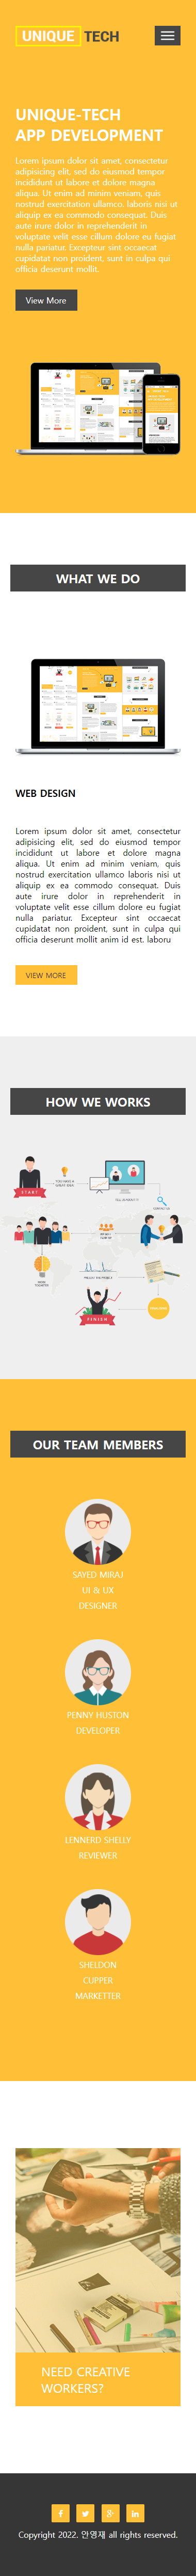 UNIQUE TECH
UNIQUE-TECH
APP DEVELOPMENT
Lorem ipsum dolor sit amet, consectetur
adipisicing elit, sed do eiusmod tempor
incididunt ut labore et dolore magna
aliqua. Ut enim ad minim veniam, quis
nostrud exercitation ullamco. laboris nisi ut
aliquip ex ea commodo consequat. Duis
aute irure dolor in reprehenderit in
voluptate velit esse cillum dolore eu fugiat
nulla pariatur. Excepteur sint occaecat
cupidatat non proident, sunt in culpa qui
officia deserunt mollit.
View More
WHAT WE DO
WEB DESIGN
Lorem ipsum dolor sit amet, consectetur
adipisicing elit, sed do eiusmod tempor
incididunt ut labore et dolore magna
aliqua. Ut enim ad minim veniam, quis
nostrud exercitation ullamco laboris nisi ut
aliquip ex ea commodo consequat. Duis
aute irure dolor in reprehenderit in
voluptate velit esse cillum dolore eu fugiat
nulla pariatur. Excepteur sint occaecat
cupidatat non proident, sunt in culpa qui
officia deserunt mollit anim id est. laboru
VIEW MORE
HOW WE WORKS
START
FINISH
OUR TEAM MEMBERS
SAYED MIRAJ
UI & UX
DESIGNER
PENNY HUSTON
DEVELOPER
LENNERD SHELLY
REVIEWER
SHELDON
CUPPER
MARKETTER
NEED CREATIVE
WORKERS?
Copyright 2022. 안영재 all rights reserved.